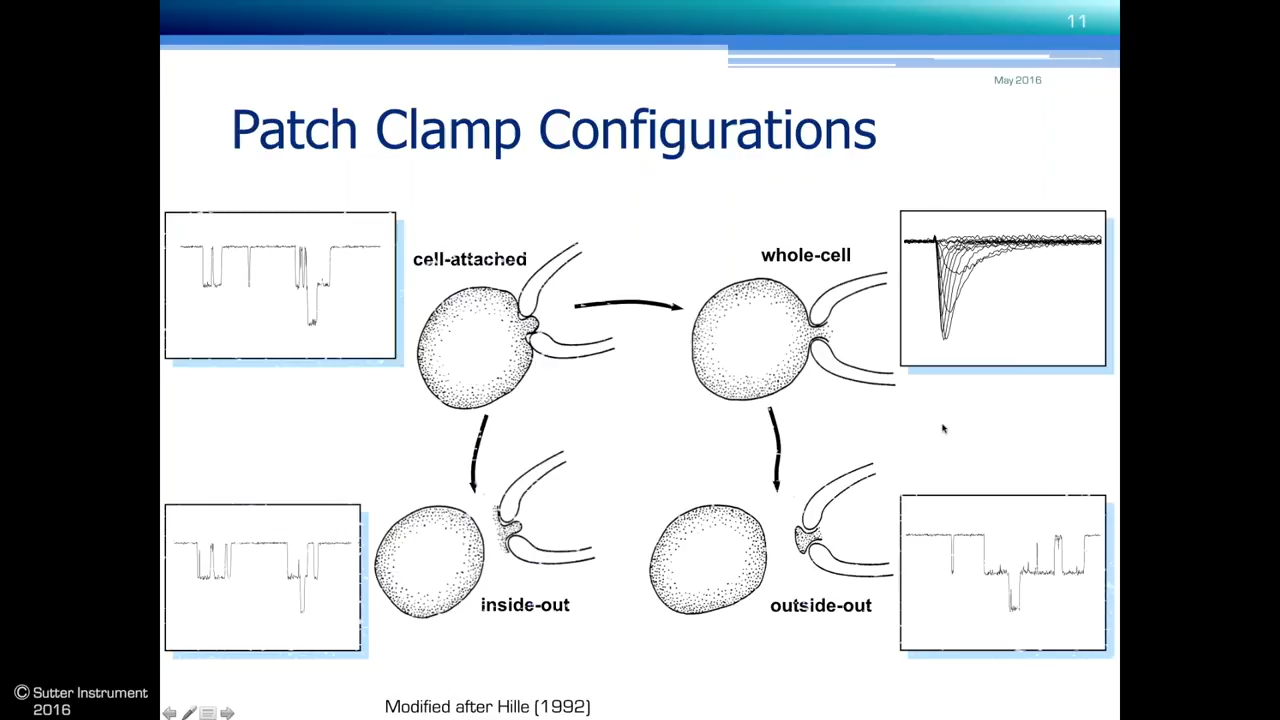 11
May 2016
Patch Clamp Configurations
cell-attached
whole-cell
inside-out
outside-out
© Sutter Instrument
2016
Modified after Hille (1992)